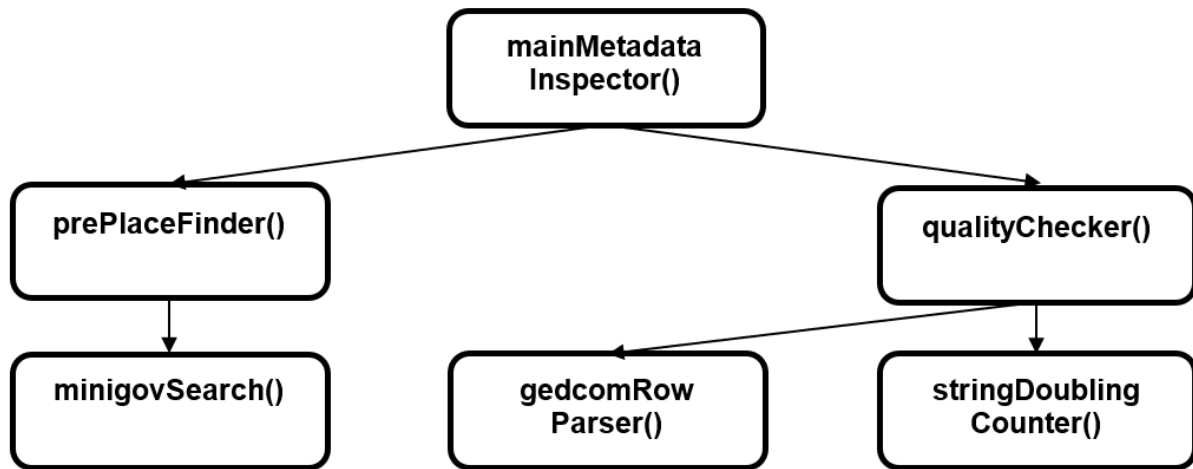 mainMetadata
Inspector()
prePlaceFinder()
qualityChecker()
minigovSearch()
gedcomRow
Parser()
stringDoubling
Counter()